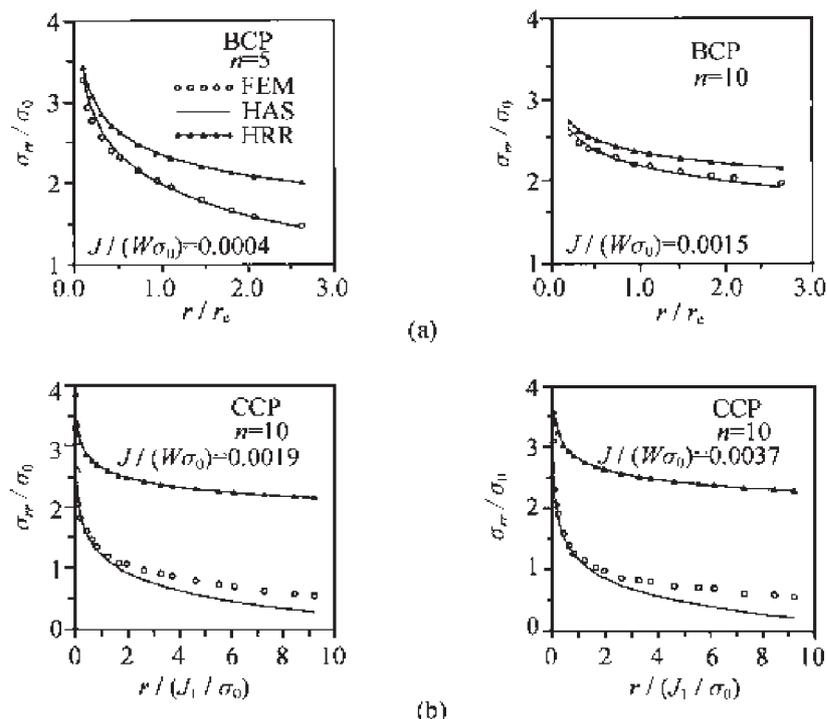 4
BCP
n=5
FEM
HAS
HRR
3
σrr / σ0
2
J / (Wσ0)=0.0004
1
0.0 1.0 2.0 3.0
r / rc
4
BCP
n=10
3
σrr / σ0
2
J / (Wσ0)=0.0015
1
0.0 1.0 2.0 3.0
r / rc
(a)
4
CCP
n=10
J / (Wσ0)=0.0019
3
σrr / σ0
2
1
0
0 2 4 6 8 10
r / (J1 / σ0)
4
CCP
n=10
J / (Wσ0)=0.0037
3
σrr / σ0
2
1
0
0 2 4 6 8 10
r / (J1 / σ0)
(b)